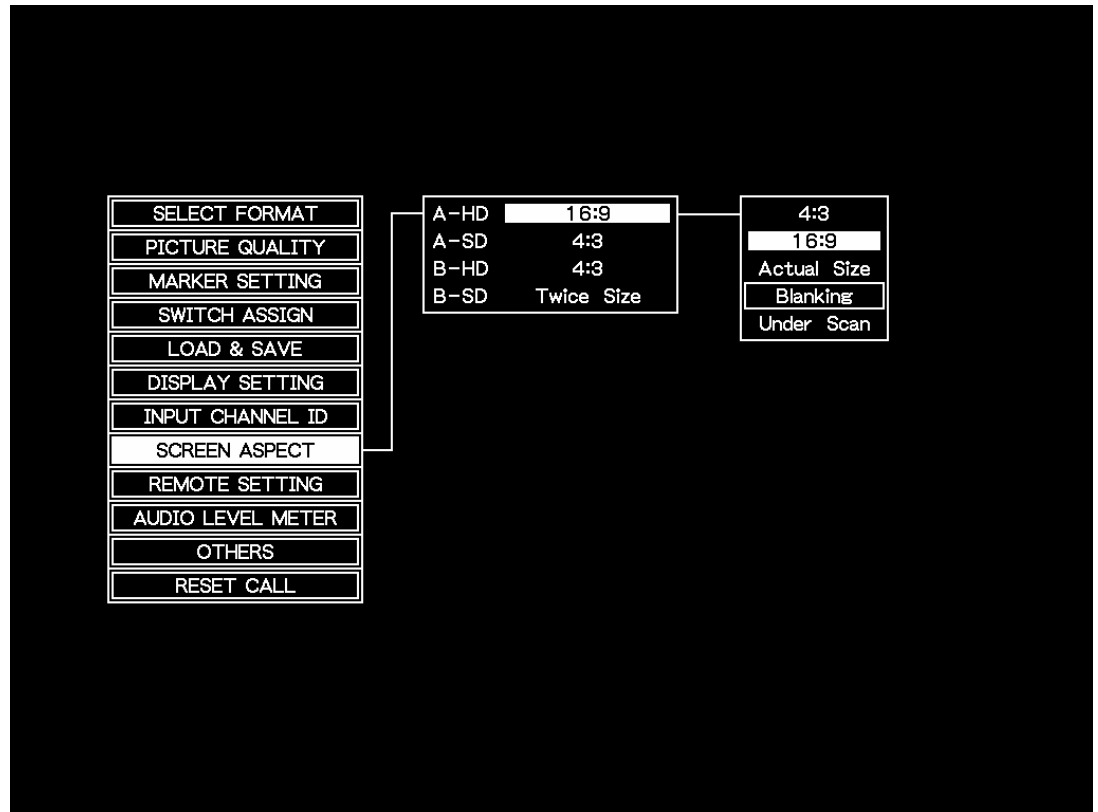 SELECT FORMAT
PICTURE QUALITY
MARKER SETTING
SWITCH ASSIGN
LOAD & SAVE
DISPLAY SETTING
INPUT CHANNEL ID
SCREEN ASPECT
REMOTE SETTING
AUDIO LEVEL METER
OTHERS
RESET CALL
A-HD 16:9
A-SD 4:3
B-HD 4:3
B-SD Twice Size
4:3
16:9
Actual Size
Blanking
Under Scan